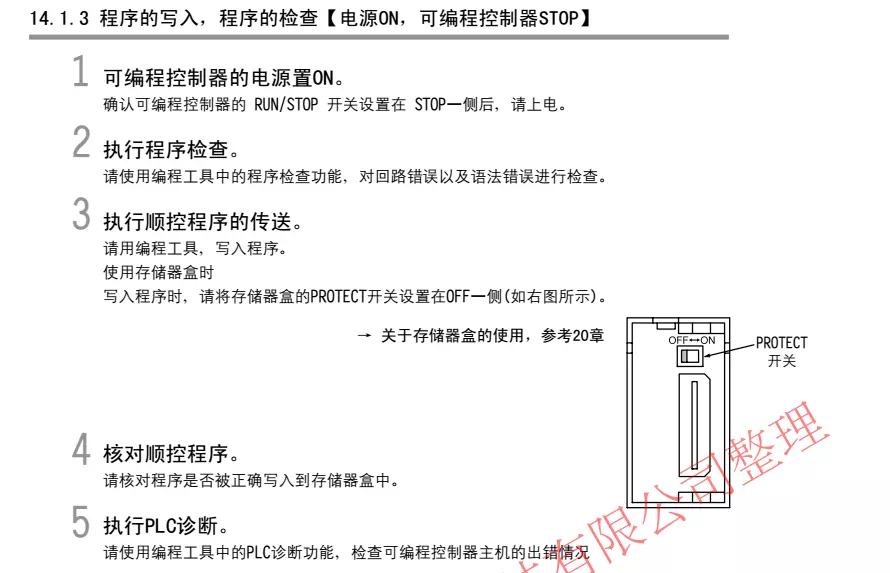 14.1.3 程序的写入，程序的检查【电源ON，可编程控制器STOP】
1 可编程控制器的电源置ON。
确认可编程控制器的 RUN/STOP 开关设置在 STOP一侧后，请上电。
2 执行程序检查。
请使用编程工具中的程序检查功能，对回路错误以及语法错误进行检查。
3 执行顺控程序的传送。
请用编程工具，写入程序。
使用存储器盒时
写入程序时，请将存储器盒的PROTECT开关设置在OFF一侧(如右图所示)。
→ 关于存储器盒的使用，参考20章
OFF↔ON
PROTECT
开关
4 核对顺控程序。
请核对程序是否被正确写入到存储器盒中。
5 执行PLC诊断。
请使用编程工具中的PLC诊断功能，检查可编程控制器主机的出错情况
有限公司整理